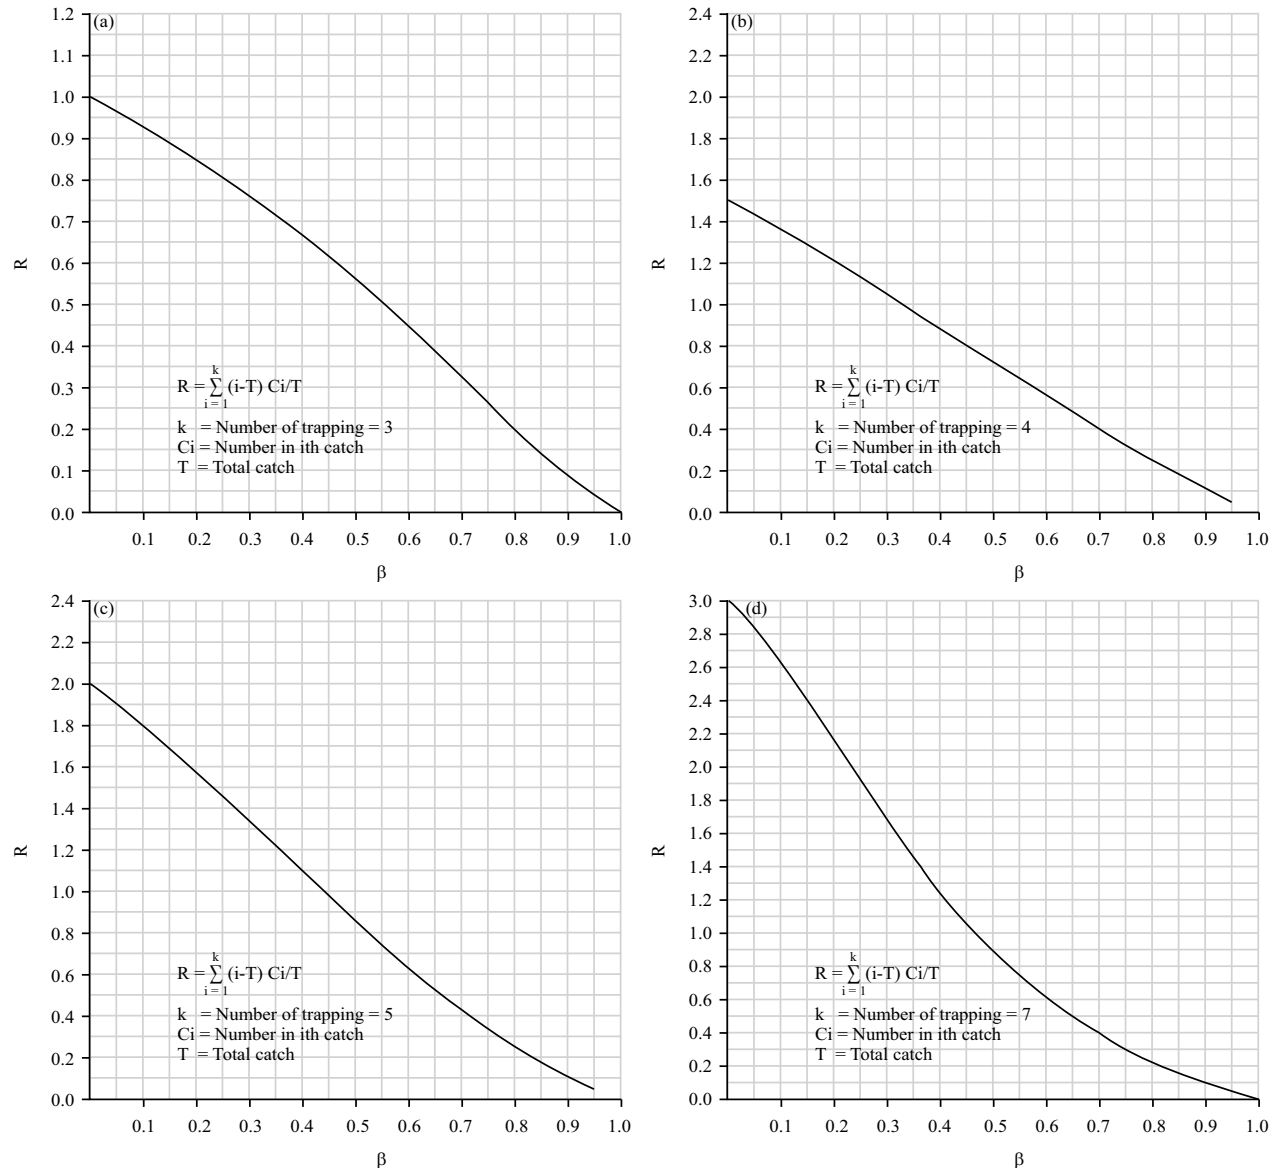 (a)
1.2
1.1
1.0
0.9
0.8
0.7
0.6
0.5
0.4
0.3
0.2
0.1
0.0
R
k
R = ∑ (i-T) Ci/T
i = 1
k = Number of trapping = 3
Ci = Number in ith catch
T = Total catch
0.1 0.2 0.3 0.4 0.5 0.6 0.7 0.8 0.9 1.0
β
(b)
2.4
2.2
2.0
1.8
1.6
1.4
1.2
1.0
0.8
0.6
0.4
0.2
0.0
R
k
R = ∑ (i-T) Ci/T
i = 1
k = Number of trapping = 4
Ci = Number in ith catch
T = Total catch
0.1 0.2 0.3 0.4 0.5 0.6 0.7 0.8 0.9 1.0
β
(c)
2.4
2.2
2.0
1.8
1.6
1.4
1.2
1.0
0.8
0.6
0.4
0.2
0.0
R
k
R = ∑ (i-T) Ci/T
i = 1
k = Number of trapping = 5
Ci = Number in ith catch
T = Total catch
0.1 0.2 0.3 0.4 0.5 0.6 0.7 0.8 0.9 1.0
β
(d)
3.0
2.8
2.6
2.4
2.2
2.0
1.8
1.6
1.4
1.2
1.0
0.8
0.6
0.4
0.2
0.0
R
k
R = ∑ (i-T) Ci/T
i = 1
k = Number of trapping = 7
Ci = Number in ith catch
T = Total catch
0.1 0.2 0.3 0.4 0.5 0.6 0.7 0.8 0.9 1.0
β